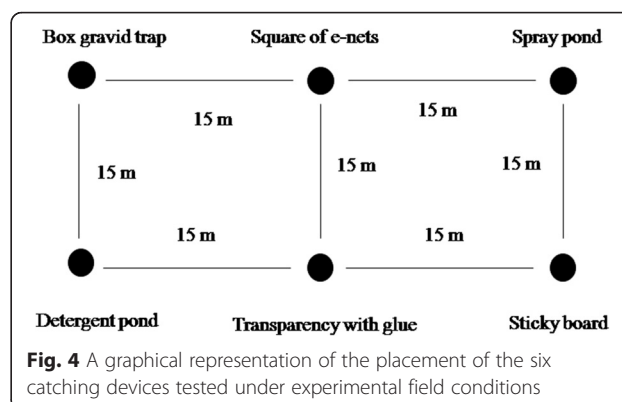 Box gravid trap
Square of e-nets
Spray pond
15 m
15 m
15 m
15 m
15 m
15 m
15 m
Detergent pond
Transparency with glue
Sticky board
Fig. 4 A graphical representation of the placement of the six
catching devices tested under experimental field conditions